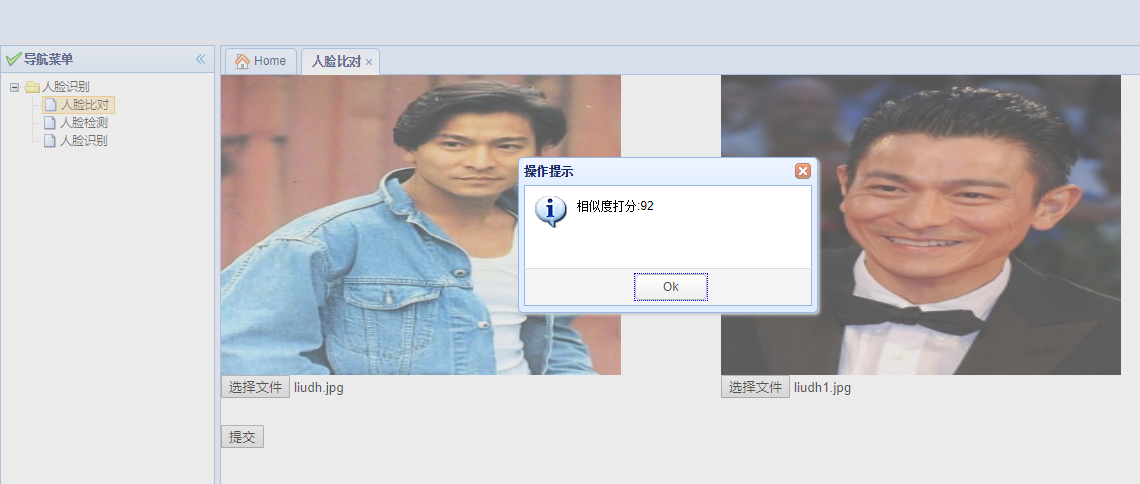 导航菜单
人脸识别
人脸比对
人脸检测
人脸识别
Home
人脸比对
操作提示
相似度打分:92
Ok
选择文件 liudh.jpg
选择文件 liudh1.jpg
提交